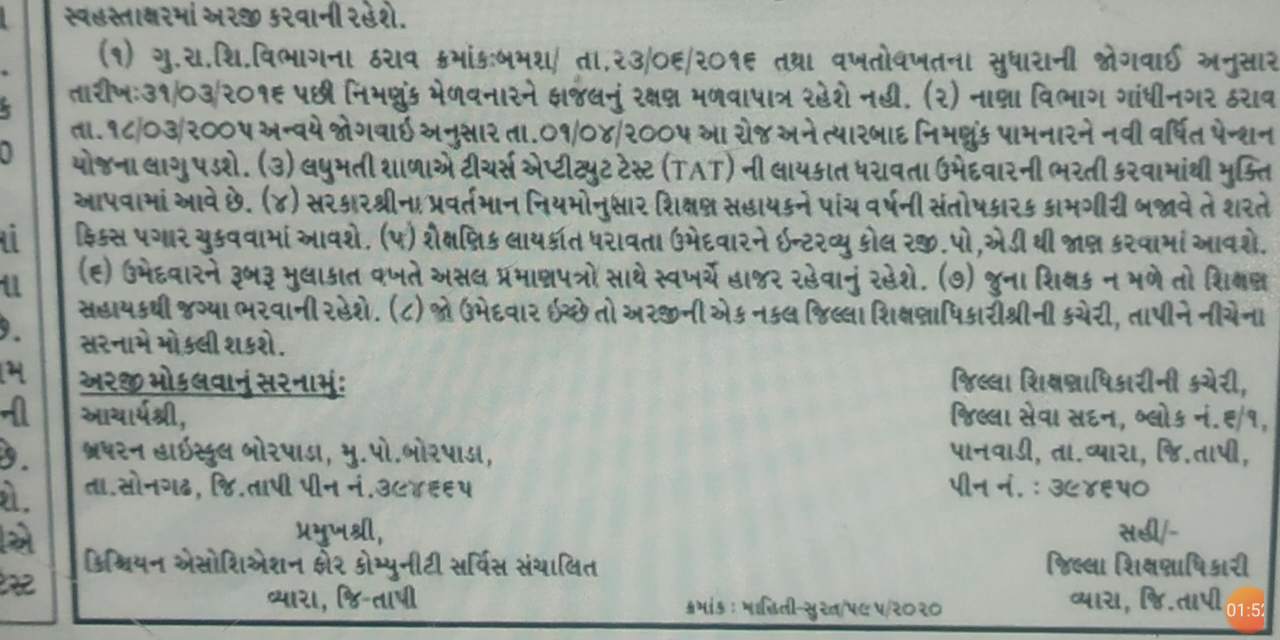 સ્વહસ્તાક્ષરમાં અરજી કરવાની રહેશે.
(૧) ગુ.રા.શિ.વિભાગના ઠરાવ ક્રમાંકઃબમશ/ તા.૨૩/૦૬/૨૦૧૬ તથા વખતોવખતના સુધારાની જોગવાઈ અનુસાર
તારીખઃ૩૧/૦૩/૨૦૧૬ પછી નિમણુંક મેળવનારને ફાજલનું રક્ષણ મળવાપાત્ર રહેશે નહી. (૨) નાણા વિભાગ ગાંધીનગર ઠરાવ
તા.૧૮/૦૩/૨૦૦૫ અન્વયે જોગવાઇ અનુસાર તા.૦૧/૦૪/૨૦૦૫ આ રોજ અને ત્યારબાદ નિમણુંક પામનારને નવી વર્ધિત પેન્શન
યોજના લાગુ પડશે. (૩) લઘુમતી શાળાએ ટીચર્સ એપ્ટીટ્યુટ ટેસ્ટ (TAT) ની લાયકાત ધરાવતા ઉમેદવારની ભરતી કરવામાંથી મુક્તિ
આપવામાં આવે છે. (૪) સરકારશ્રીના પ્રવર્તમાન નિયમોનુસાર શિક્ષણ સહાયકને પાંચ વર્ષની સંતોષકારક કામગીરી બજાવે તે શરતે
ફિક્સ પગાર ચુકવવામાં આવશે. (૫) શૈક્ષણિક લાયકાત ધરાવતા ઉમેદવારને ઇન્ટરવ્યુ કોલ રજી.પો,એડી થી જાણ કરવામાં આવશે.
(૬) ઉમેદવારને રૂબરૂ મુલાકાત વખતે અસલ પ્રમાણપત્રો સાથે સ્વખર્ચે હાજર રહેવાનું રહેશે. (૭) જુના શિક્ષક ન મળે તો શિક્ષણ
સહાયકથી જગ્યા ભરવાની રહેશે. (૮) જો ઉમેદવાર ઇચ્છે તો અરજીની એક નકલ જિલ્લા શિક્ષણાધિકારીશ્રીની કચેરી, તાપીને નીચેના
સરનામે મોકલી શકશે.
અરજી મોકલવાનું સરનામું:
આચાર્યશ્રી,
બ્રધરન હાઇસ્કુલ બોરપાડા, મુ.પો.બોરપાડા,
તા.સોનગઢ, જિ.તાપી પીન નં.૩૯૪૬૬૫
પ્રમુખશ્રી,
ક્રિશ્ચિયન એસોશિએશન ફોર કોમ્યુનીટી સર્વિસ સંચાલિત
વ્યારા, જિ-તાપી
જિલ્લા શિક્ષણાધિકારીની કચેરી,
જિલ્લા સેવા સદન, બ્લોક નં.૬/૧,
પાનવાડી, તા.વ્યારા, જિ.તાપી,
પીન નં. : ૩૯૪૬૫૦
સહી/-
જિલ્લા શિક્ષણાધિકારી
વ્યારા, જિ.તાપી
ક્રમાંક : માહિતી-સુરત/૫૯૫/૨૦૨૦